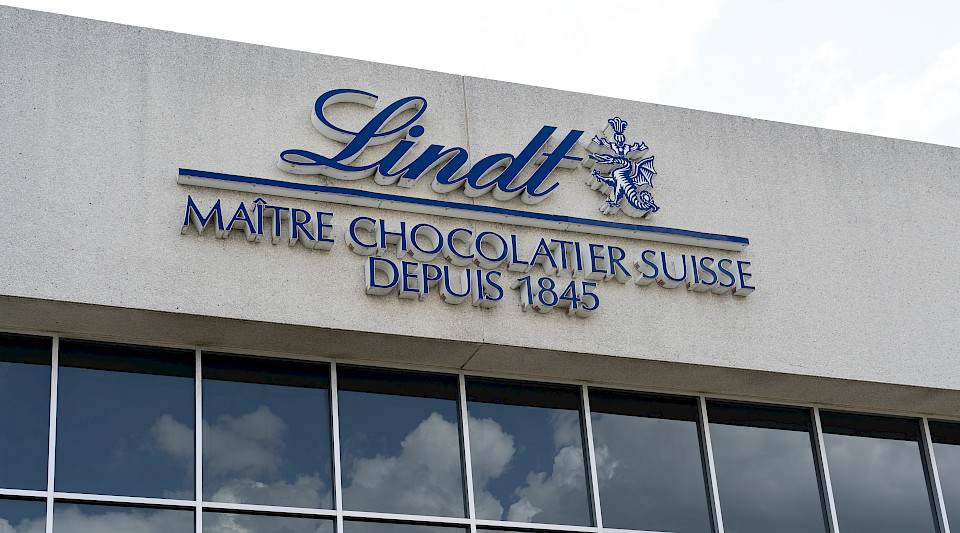 Lindt
MAÎTRE CHOCOLATIER SUISSE
DEPUIS 1845